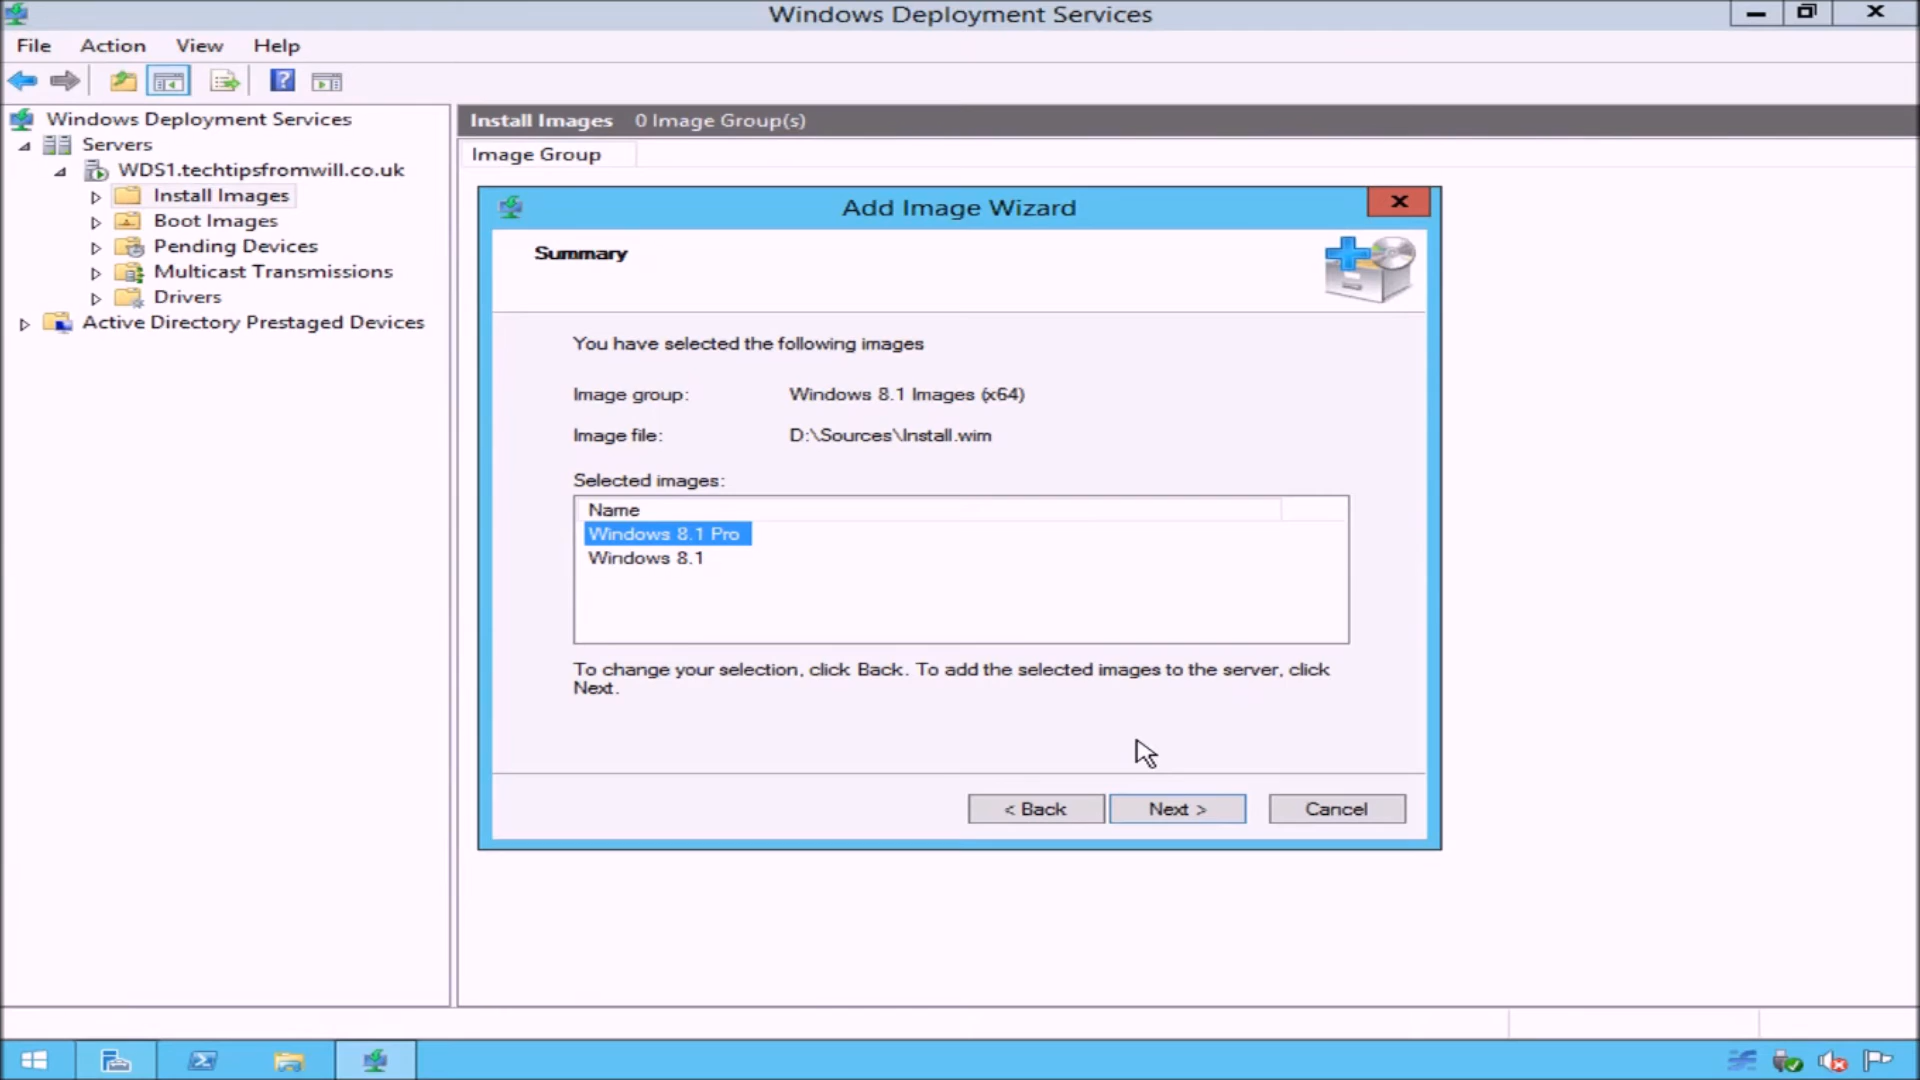 Windows Deployment Services
File Action View Help
Windows Deployment Services
Servers
WDS1.techtipsfromwill.co.uk
Install Images
Boot Images
Pending Devices
Multicast Transmissions
Drivers
Active Directory Prestaged Devices
Install Images 0 Image Group(s)
Image Group
Add Image Wizard
Summary
You have selected the following images
Image group: Windows 8.1 Images (x64)
Image file: D:\Sources\Install.wim
Selected images:
Name
Windows 8.1 Pro
Windows 8.1
To change your selection, click Back. To add the selected images to the server, click
Next.
< Back Next > Cancel